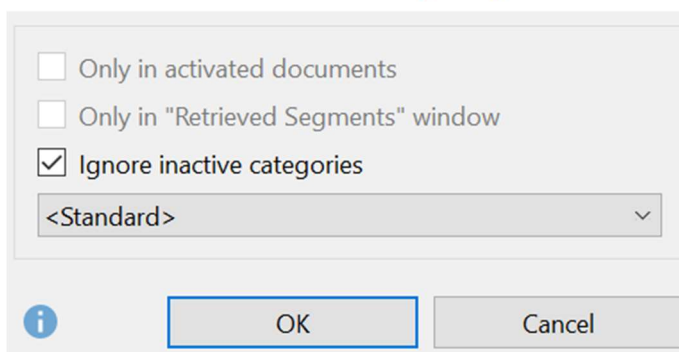 Only in activated documents
Only in "Retrieved Segments" window
Ignore inactive categories
<Standard>
OK
Cancel